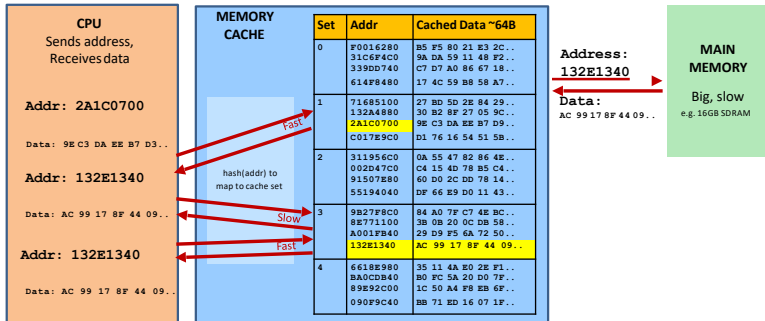 CPU
Sends address,
Receives data
Addr: 2A1C0700
Data: 9E C3 DA EE B7 D3..
Addr: 132E1340
Data: AC 99 17 8F 44 09..
Addr: 132E1340
Data: AC 99 17 8F 44 09..
MEMORY
CACHE
hash(addr) to
map to cache set
Fast
Slow
Fast
Set Addr Cached Data ~64B
0 F0016280 B5 F5 80 21 E3 2C..
31C6F4C0 9A DA 59 11 48 F2..
339DD740 C7 D7 A0 86 67 18..
614F8480 17 4C 59 B8 58 A7..
1 71685100 27 BD 5D 2E 84 29..
132A4880 30 B2 8F 27 05 9C..
2A1C0700 9E C3 DA EE B7 D9..
C017E9C0 D1 76 16 54 51 5B..
2 311956C0 0A 55 47 82 86 4E..
002D47C0 C4 15 4D 78 B5 C4..
91507E80 60 D0 2C DD 78 14..
55194040 DF 66 E9 D0 11 43..
3 9B27F8C0 84 A0 7F C7 4E BC..
8E771100 3B 0B 20 0C DB 58..
A001FB40 29 D9 F5 6A 72 50..
132E1340 AC 99 17 8F 44 09..
4 6618E980 35 11 4A E0 2E F1..
BA0CDB40 B0 FC 5A 20 D0 7F..
89E92C00 1C 50 A4 F8 EB 6F..
090F9C40 BB 71 ED 16 07 1F..
Address:
132E1340
Data:
AC 99 17 8F 44 09..
MAIN
MEMORY
Big, slow
e.g. 16GB SDRAM